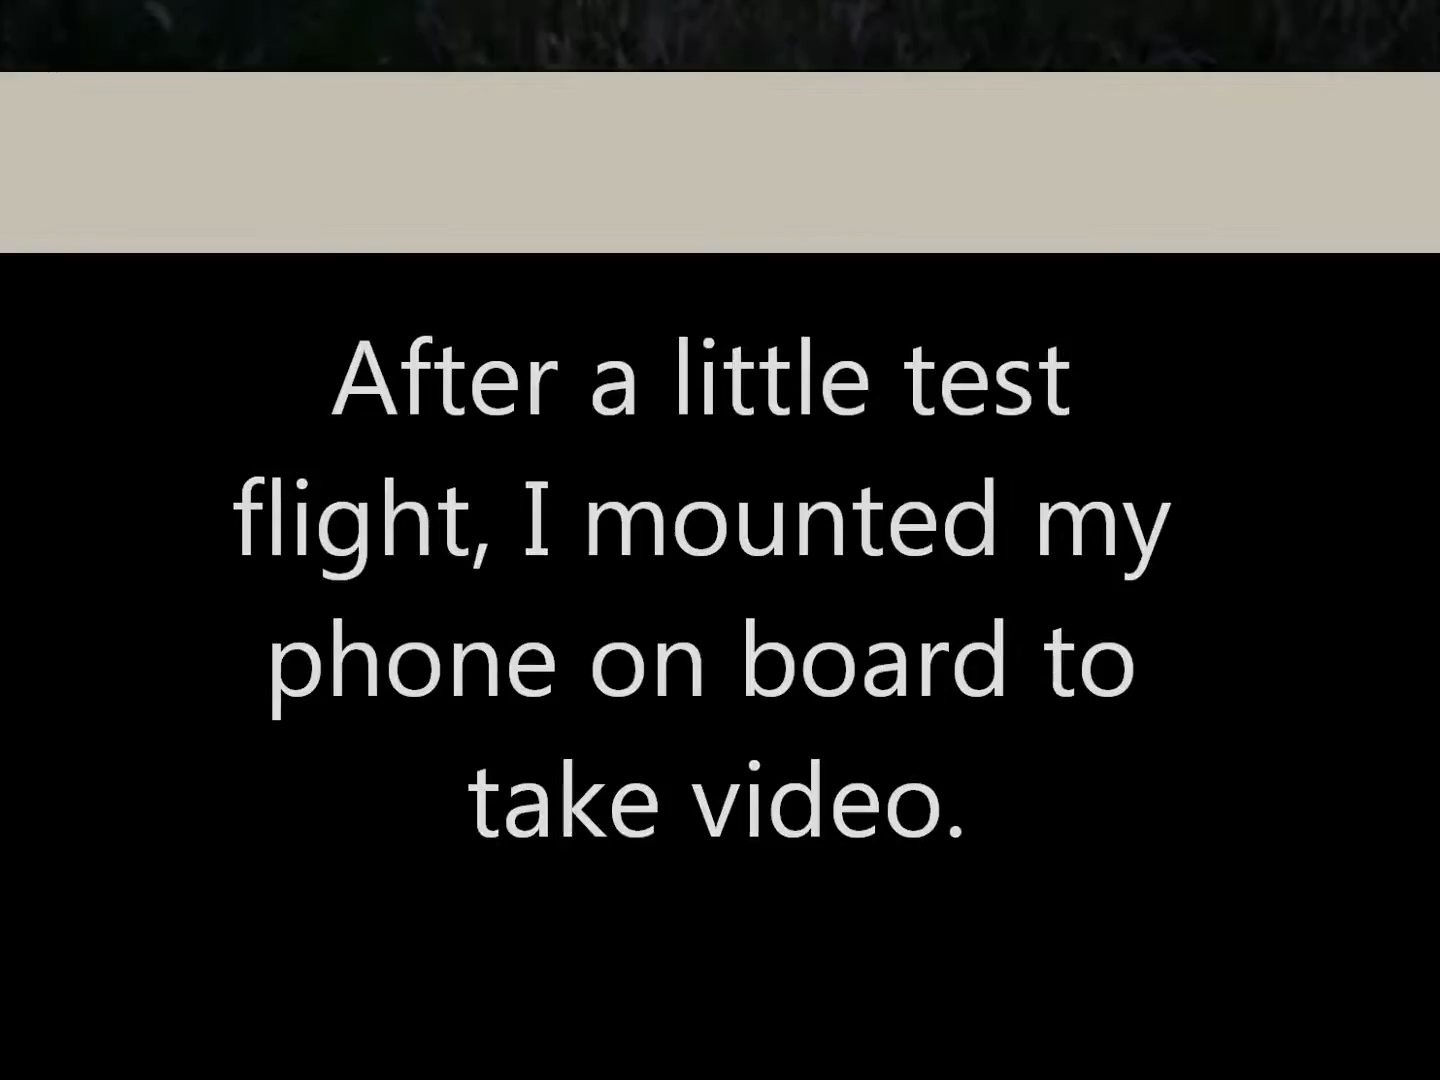 After a little test
flight, I mounted my
phone on board to
take video.